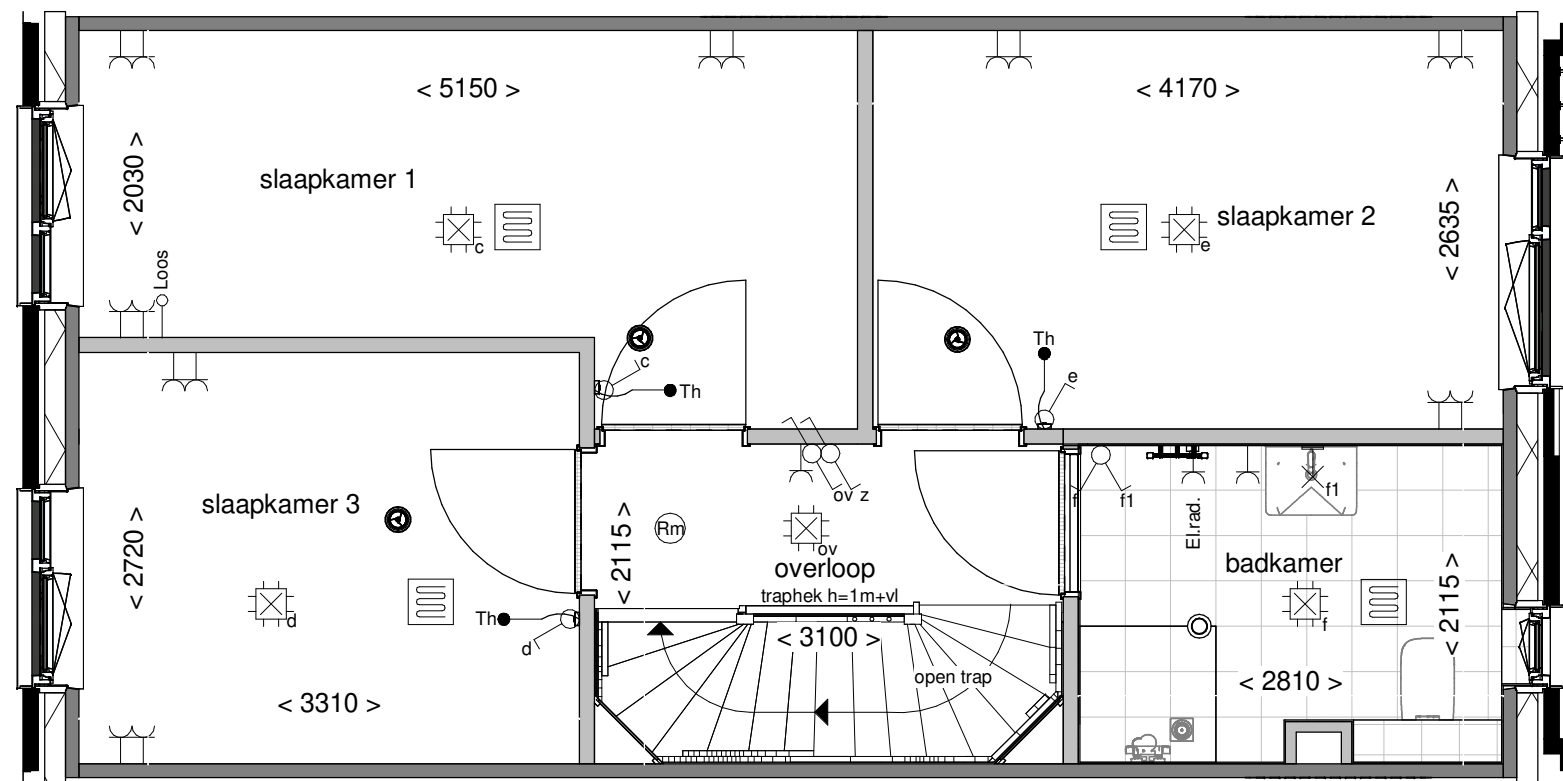 < 5150 >
< 4170 >
< 2030 >
slaapkamer 1
c
slaapkamer 2
e
< 2635 >
Loos
c
Th
Th
e
slaapkamer 3
d
< 2720 >
Th
d
< 3310 >
ov z
Rm
ov
< 2115 >
overloop
traphek h=1m+vl
< 3100 >
open trap
f
f1
El.rad.
f1
badkamer
f
< 2115 >
< 2810 >